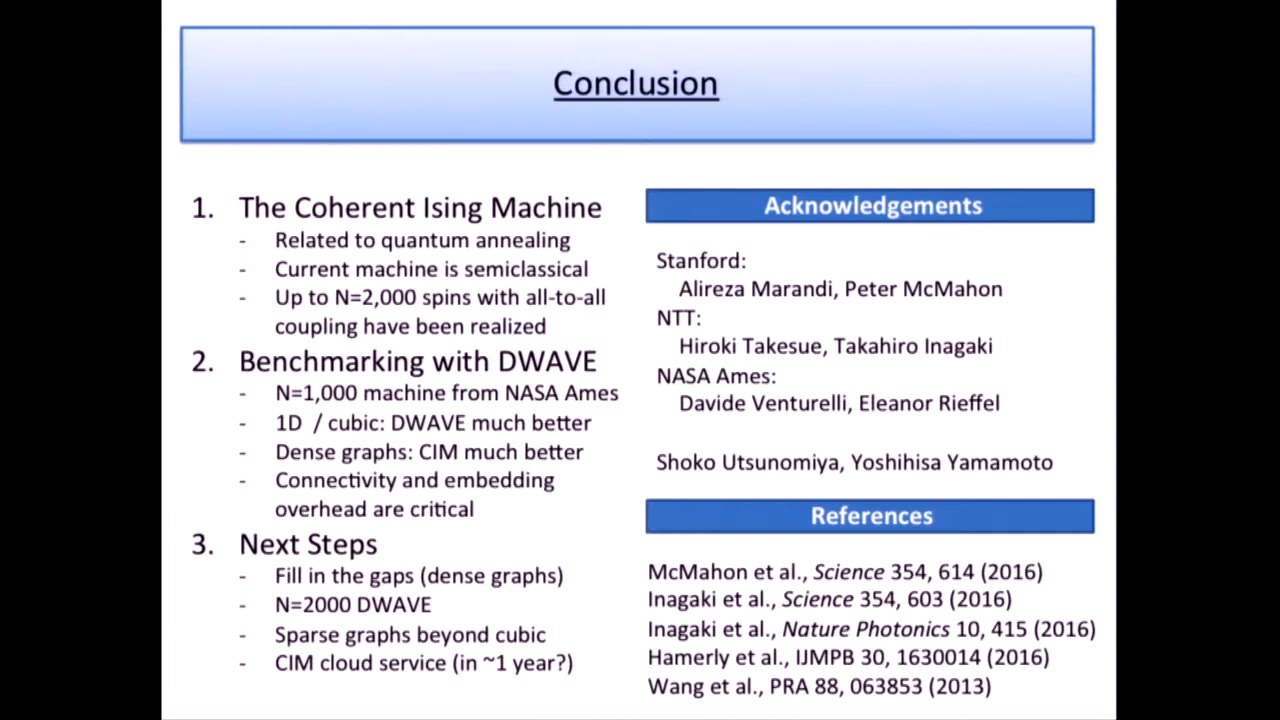 Conclusion
1. The Coherent Ising Machine
- Related to quantum annealing
- Current machine is semiclassical
- Up to N=2,000 spins with all-to-all
coupling have been realized
2. Benchmarking with DWAVE
- N=1,000 machine from NASA Ames
- 1D / cubic: DWAVE much better
- Dense graphs: CIM much better
- Connectivity and embedding
overhead are critical
3. Next Steps
- Fill in the gaps (dense graphs)
- N=2000 DWAVE
- Sparse graphs beyond cubic
- CIM cloud service (in ~1 year?)
Acknowledgements
Stanford:
Alireza Marandi, Peter McMahon
NTT:
Hiroki Takesue, Takahiro Inagaki
NASA Ames:
Davide Venturelli, Eleanor Rieffel
Shoko Utsunomiya, Yoshihisa Yamamoto
References
McMahon et al., Science 354, 614 (2016)
Inagaki et al., Science 354, 603 (2016)
Inagaki et al., Nature Photonics 10, 415 (2016)
Hamerly et al., IJMPB 30, 1630014 (2016)
Wang et al., PRA 88, 063853 (2013)